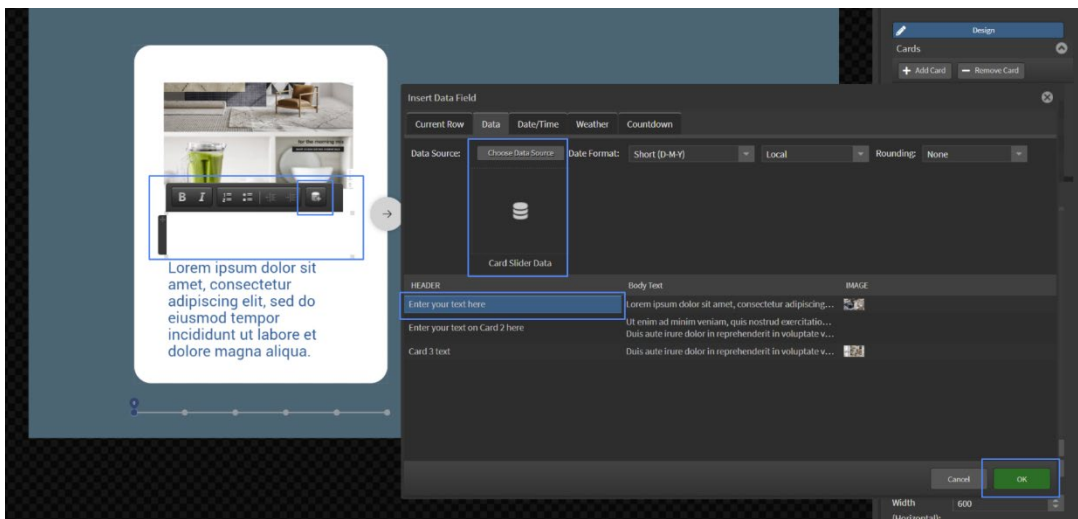 Design
Cards
Add Card
Remove Card
Insert Data Field
Current Row Data Date/Time Weather Countdown
Data Source: Choose Data Source Date Format: Short (D-M-Y) Local Rounding: None
Card Slider Data
for the morning
B I
Lorem ipsum dolor sit
amet, consectetur
adipiscing elit, sed do
eiusmod tempor
incididunt ut labore et
dolore magna aliqua.
HEADER Body Text IMAGE
Enter your text here Lorem ipsum dolor sit amet, consectetur adipiscing...
Enter your text on Card 2 here Ut enim ad minim veniam, quis nostrud exercitatio...
Duis aute irure dolor in reprehenderit in voluptate v...
Card 3 text Duis aute irure dolor in reprehenderit in voluptate v...
Cancel OK
Width 600